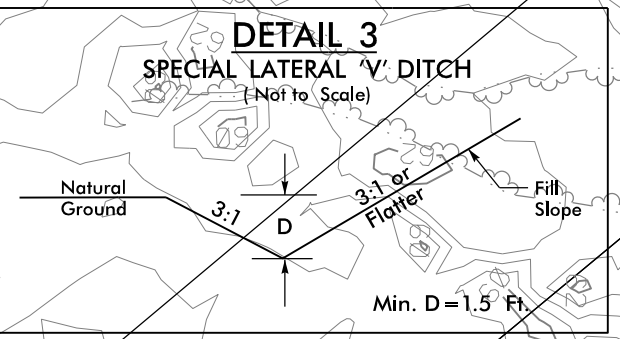 DETAIL 3
SPECIAL LATERAL 'V' DITCH
( Not to Scale)
Natural
Ground
3:1
D
3:1 or
Flatter
Fill
Slope
Min. D = 1.5 Ft.